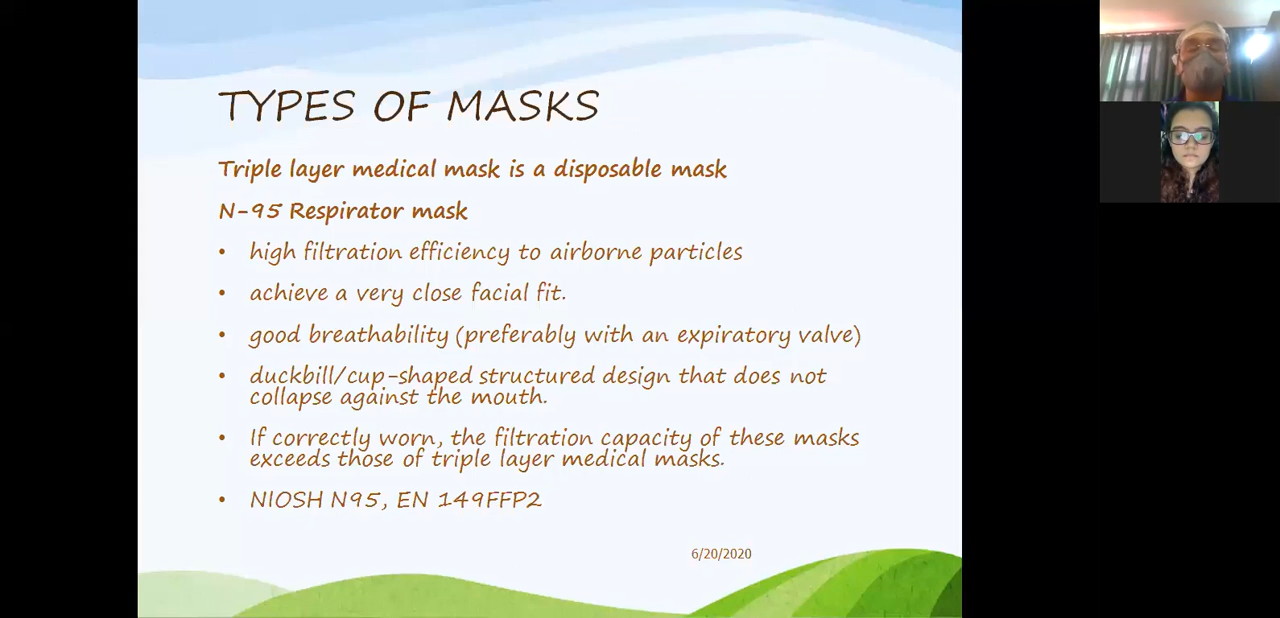 TYPES OF MASKS
Triple layer medical mask is a disposable mask
N-95 Respirator mask
• high filtration efficiency to airborne particles
• achieve a very close facial fit.
• good breathability (preferably with an expiratory valve)
• duckbill/cup-shaped structured design that does not
collapse against the mouth.
• If correctly worn, the filtration capacity of these masks
exceeds those of triple layer medical masks.
• NIOSH N95, EN 149FFP2
6/20/2020